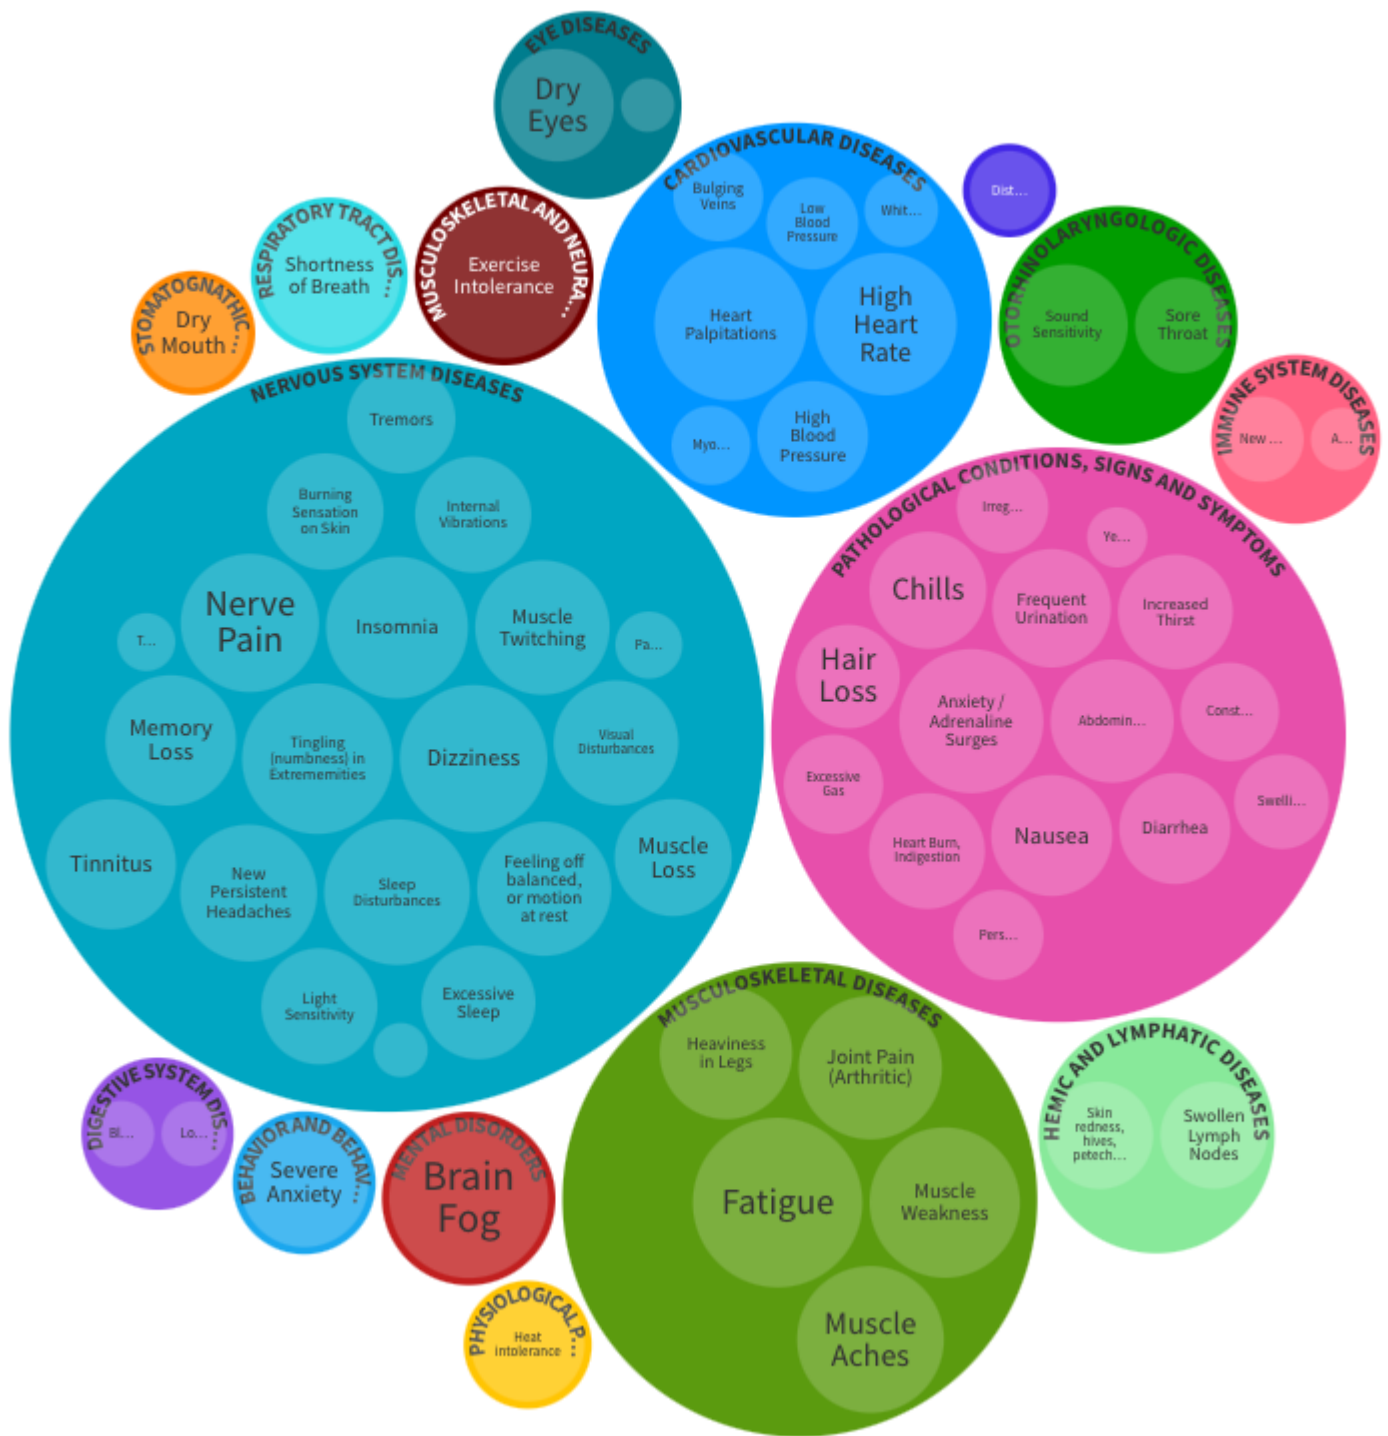 EYE DISEASES
Dry
Eyes
CARDIOVASCULAR DISEASES
Bulging
Veins
Low
Blood
Pressure
Whit...
Heart
Palpitations
High
Heart
Rate
Myo...
High
Blood
Pressure
Dist...
OTORHINOLARYNGOLOGIC DISEASES
Sound
Sensitivity
Sore
Throat
IMMUNE SYSTEM DISEASES
New ...
A...
MUSCULOSKELETAL AND NEURA...
Exercise
Intolerance
RESPIRATORY TRACT DIS...
Shortness
of Breath
STOMATOGNATHIC...
Dry
Mouth
NERVOUS SYSTEM DISEASES
Tremors
Burning
Sensation
on Skin
Internal
Vibrations
Nerve
Pain
Insomnia
Muscle
Twitching
T...
Pa...
Memory
Loss
Tingling
(numbness) in
Extrememities
Dizziness
Visual
Disturbances
Tinnitus
New
Persistent
Headaches
Sleep
Disturbances
Feeling off
balanced,
or motion
at rest
Muscle
Loss
Light
Sensitivity
Excessive
Sleep
PATHOLOGICAL CONDITIONS, SIGNS AND SYMPTOMS
Irreg...
Ye...
Chills
Frequent
Urination
Increased
Thirst
Hair
Loss
Anxiety /
Adrenaline
Surges
Abdomin...
Const...
Excessive
Gas
Heart Burn,
Indigestion
Nausea
Diarrhea
Swelli...
Pers...
MUSCULOSKELETAL DISEASES
Heaviness
in Legs
Joint Pain
(Arthritic)
Fatigue
Muscle
Weakness
Muscle
Aches
HEMIC AND LYMPHATIC DISEASES
Skin
redness,
hives,
petech...
Swollen
Lymph
Nodes
DIGESTIVE SYSTEM DIS...
Bl...
Lo...
BEHAVIOR AND BEHAV...
Severe
Anxiety
MENTAL DISORDERS
Brain
Fog
PHYSIOLOGICAL P...
Heat
intolerance